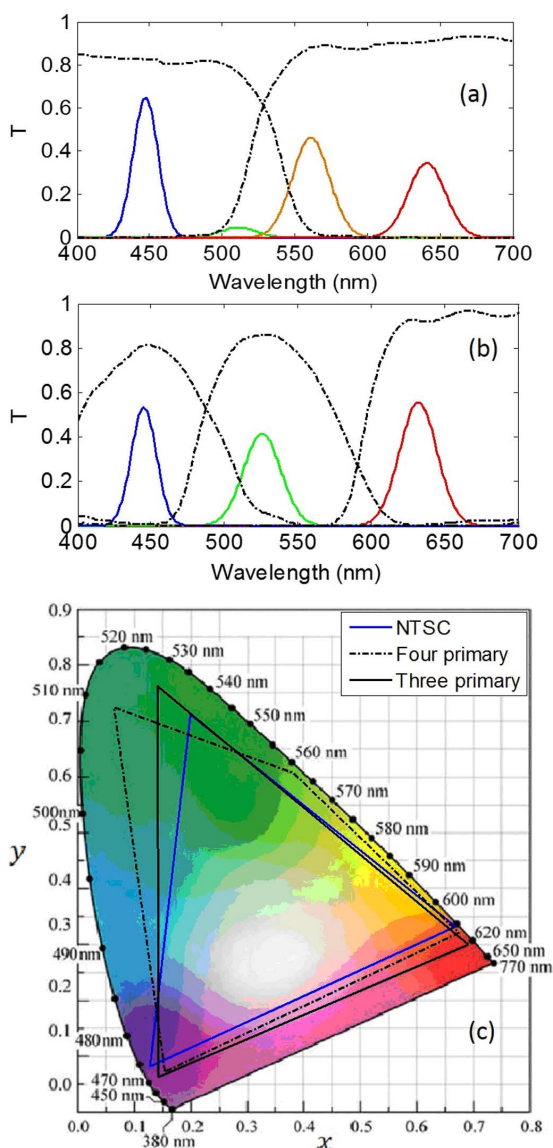 1
0.8
(a)
0.6
T
0.4
0.2
0
400 450 500 550 600 650 700
Wavelength (nm)
1
0.8
(b)
0.6
T
0.4
0.2
0
400 450 500 550 600 650 700
Wavelength (nm)
0.9
NTSC
Four primary
Three primary
520 nm
530 nm
0.8
540 nm
510 nm
550 nm
0.7
560 nm
0.6
570 nm
500nm
0.5
580 nm
y
590 nm
0.4
600 nm
0.3
620 nm
490nm
650 nm
0.2
770 nm
0.1
480nm
(c)
0.0
470 nm
450 nm
0.0 0.1 0.2 0.3 0.4 0.5 0.6 0.7 0.8
380 nm
x